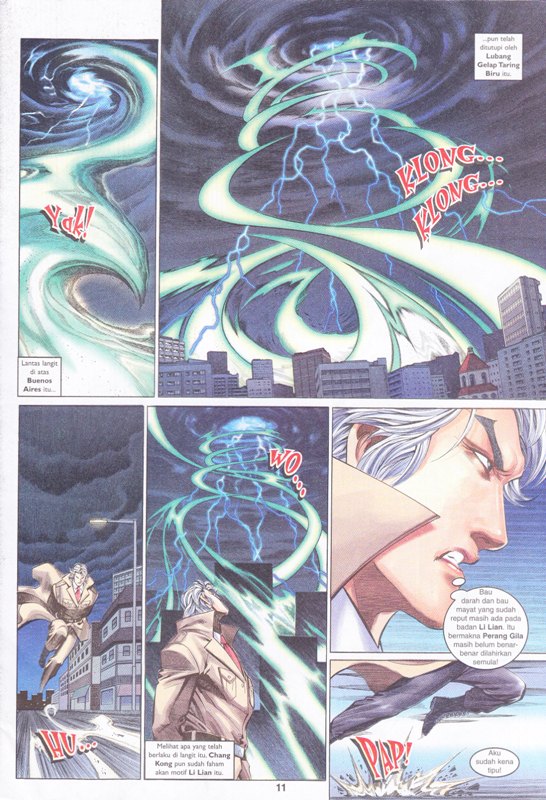 Yak!
Lantas langit
di atas
Buenos
Aires itu...
...pun telah
ditutupi oleh
Lubang
Gelap Taring
Biru itu.
KLONG...
KLONG...
HU...
WO...
Melihat apa yang telah
berlaku di langit itu, Chang
Kong pun sudah faham
akan motif Li Lian itu.
Bau
darah dan bau
mayat yang sudah
reput masih ada pada
badan Li Lian. Itu
bermakna Perang Gila
masih belum benar-
benar dilahirkan
semula!
PAP!
Aku
sudah kena
tipu!
11